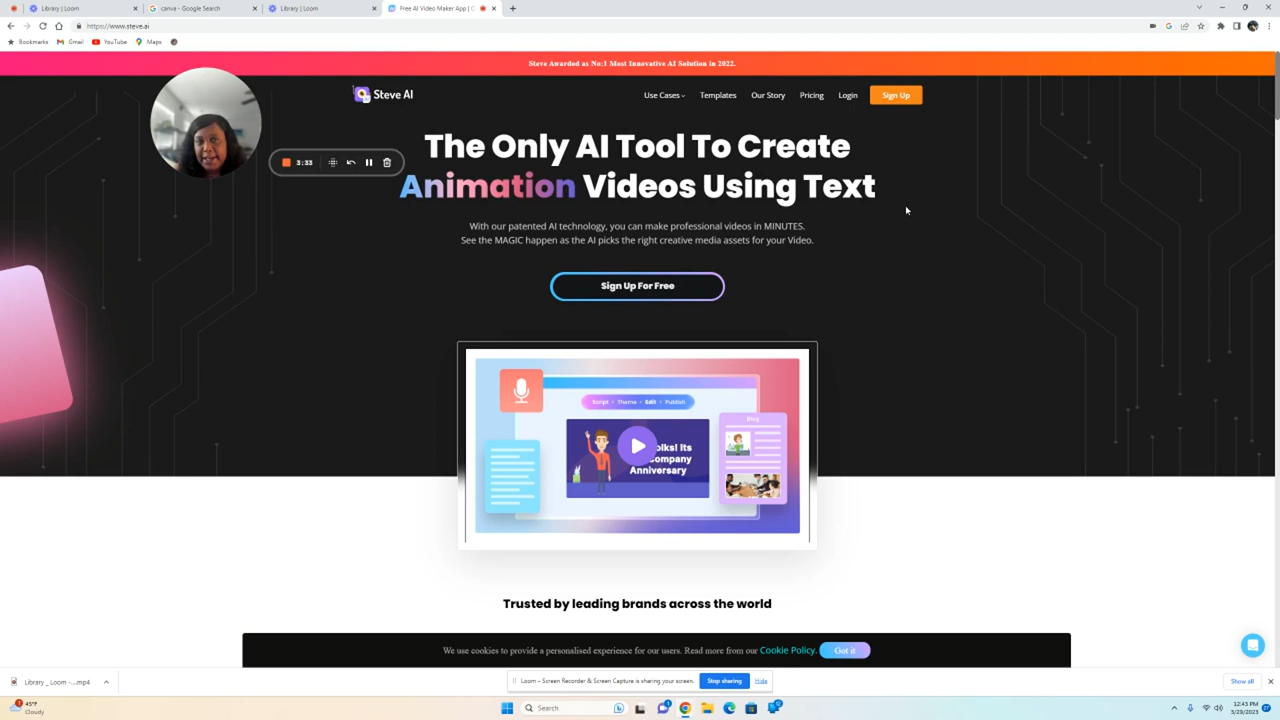 Library | Loom
canva - Google Search
Library | Loom
Free AI Video Maker App | C
https://www.steve.ai
Bookmarks
Gmail
YouTube
Maps
Steve Awarded as No:1 Most Innovative AI Solution in 2022.
Steve AI
Use Cases
Templates
Our Story
Pricing
Login
Sign Up
The Only AI Tool To Create
Animation Videos Using Text
3:33
With our patented AI technology, you can make professional videos in MINUTES.
See the MAGIC happen as the AI picks the right creative media assets for your Video.
Sign Up For Free
Script • Theme • Edit • Publish
Blog
olks! Its
ompany
Anniversary
Trusted by leading brands across the world
We use cookies to provide a personalised experience for our users. Read more from our Cookie Policy.
Got it
Library _ Loom -....mp4
Loom – Screen Recorder & Screen Capture is sharing your screen.
Stop sharing
Hide
Show all
45°F
Cloudy
Search
12:43 PM
3/29/2023